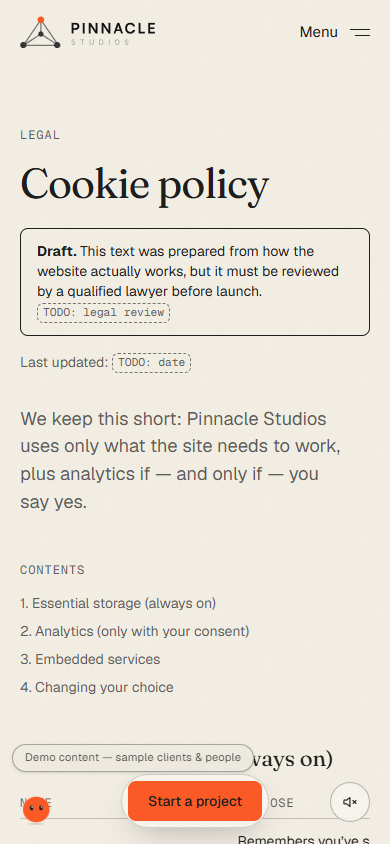 PINNACLE
STUDIOS
Menu
LEGAL
Cookie policy
Draft. This text was prepared from how the
website actually works, but it must be reviewed
by a qualified lawyer before launch.
TODO: legal review
Last updated: TODO: date
We keep this short: Pinnacle Studios
uses only what the site needs to work,
plus analytics if — and only if — you
say yes.
CONTENTS
1. Essential storage (always on)
2. Analytics (only with your consent)
3. Embedded services
4. Changing your choice
Demo content — sample clients & people
on)
Start a project
Remembers you've s